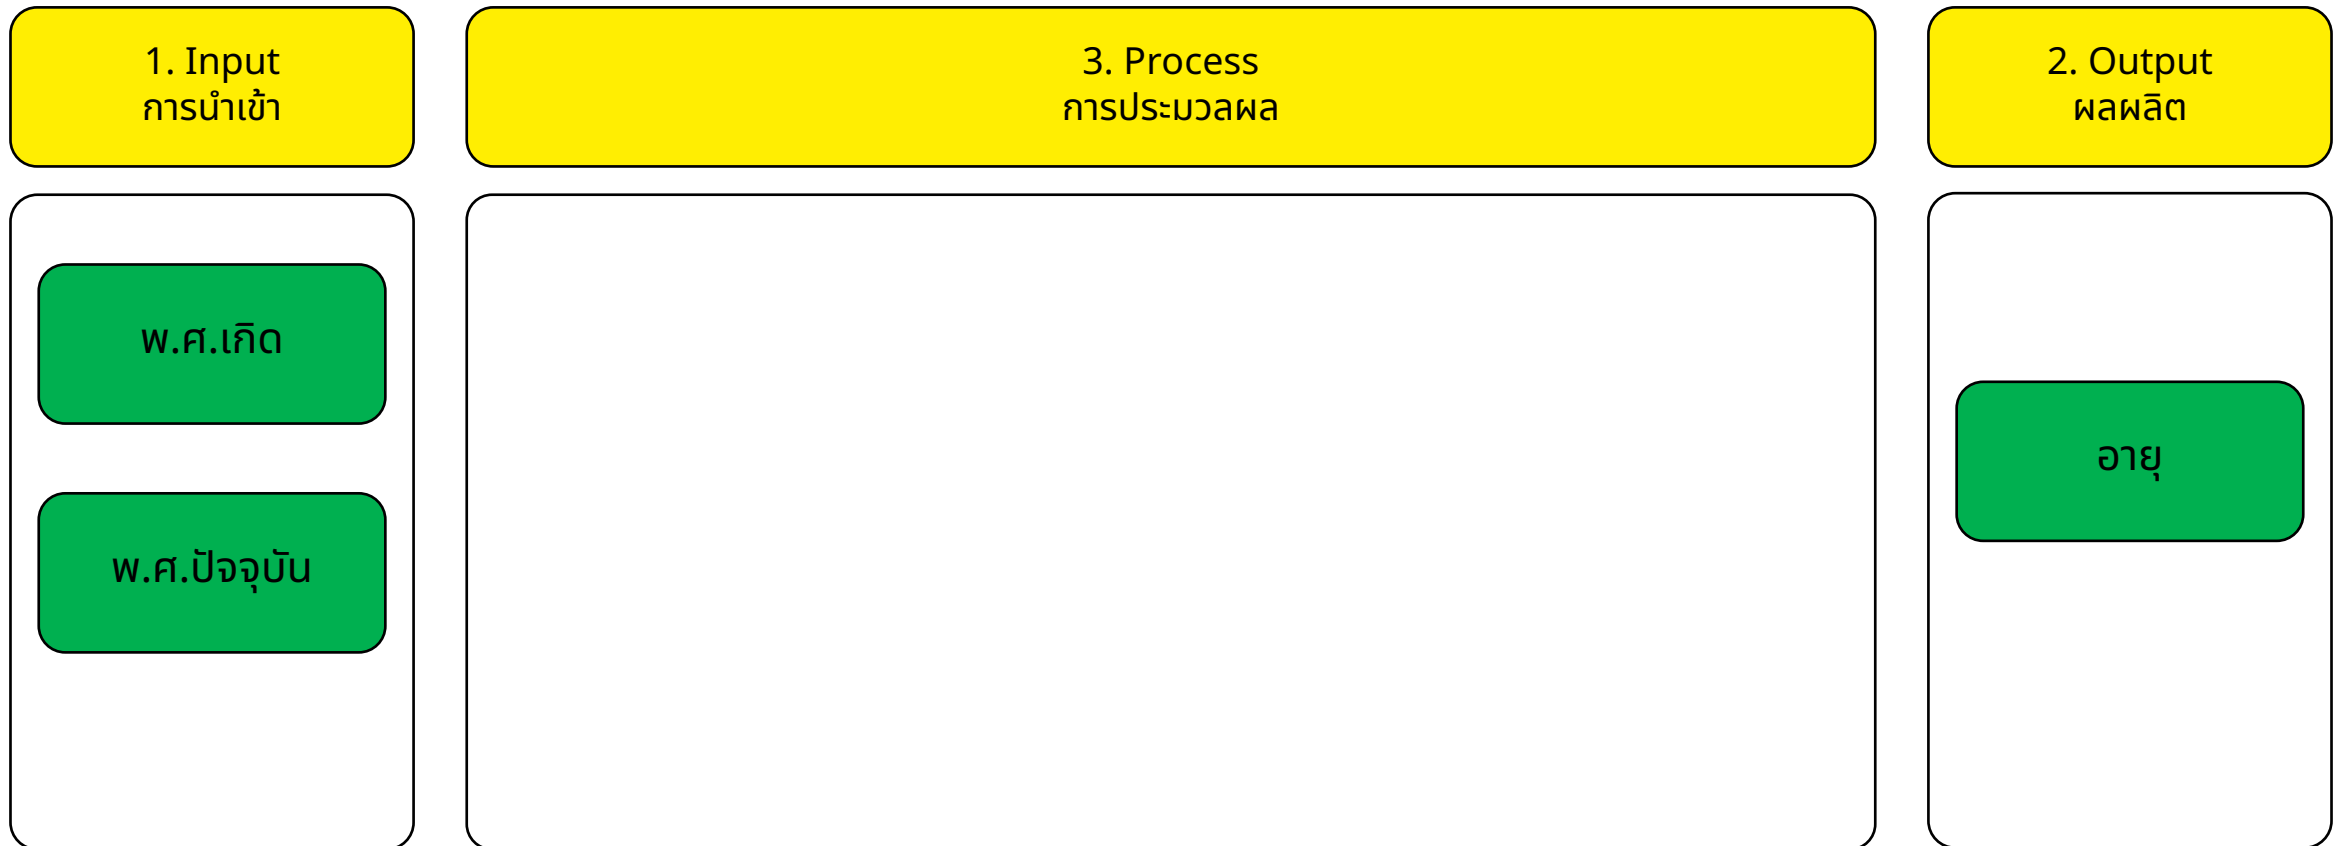 1. Input
การนำเข้า
3. Process
การประมวลผล
2. Output
ผลผลิต
พ.ศ.เกิด
พ.ศ.ปัจจุบัน
อายุ